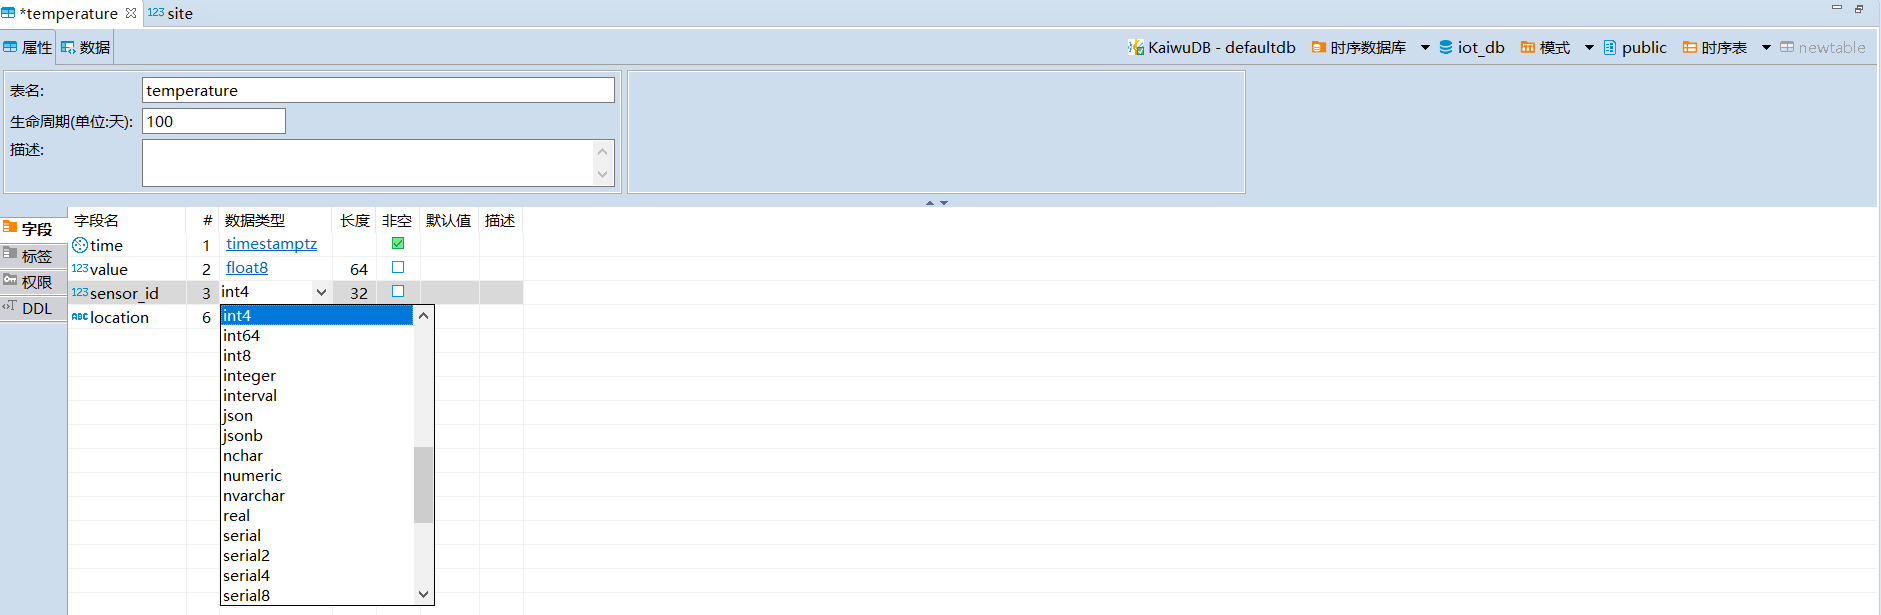 *temperature 123 site
属性 数据 KaiwuDB - defaultdb 时序数据库 iot_db 模式 public 时序表 newtable
表名: temperature
生命周期(单位:天): 100
描述:
字段 字段名 # 数据类型 长度 非空 默认值 描述
time 1 timestamptz
标签
123 value 2 float8 64
权限
123 sensor_id 3 int4 32
DDL
ABC location 6
int4
int64
int8
integer
interval
json
jsonb
nchar
numeric
nvarchar
real
serial
serial2
serial4
serial8